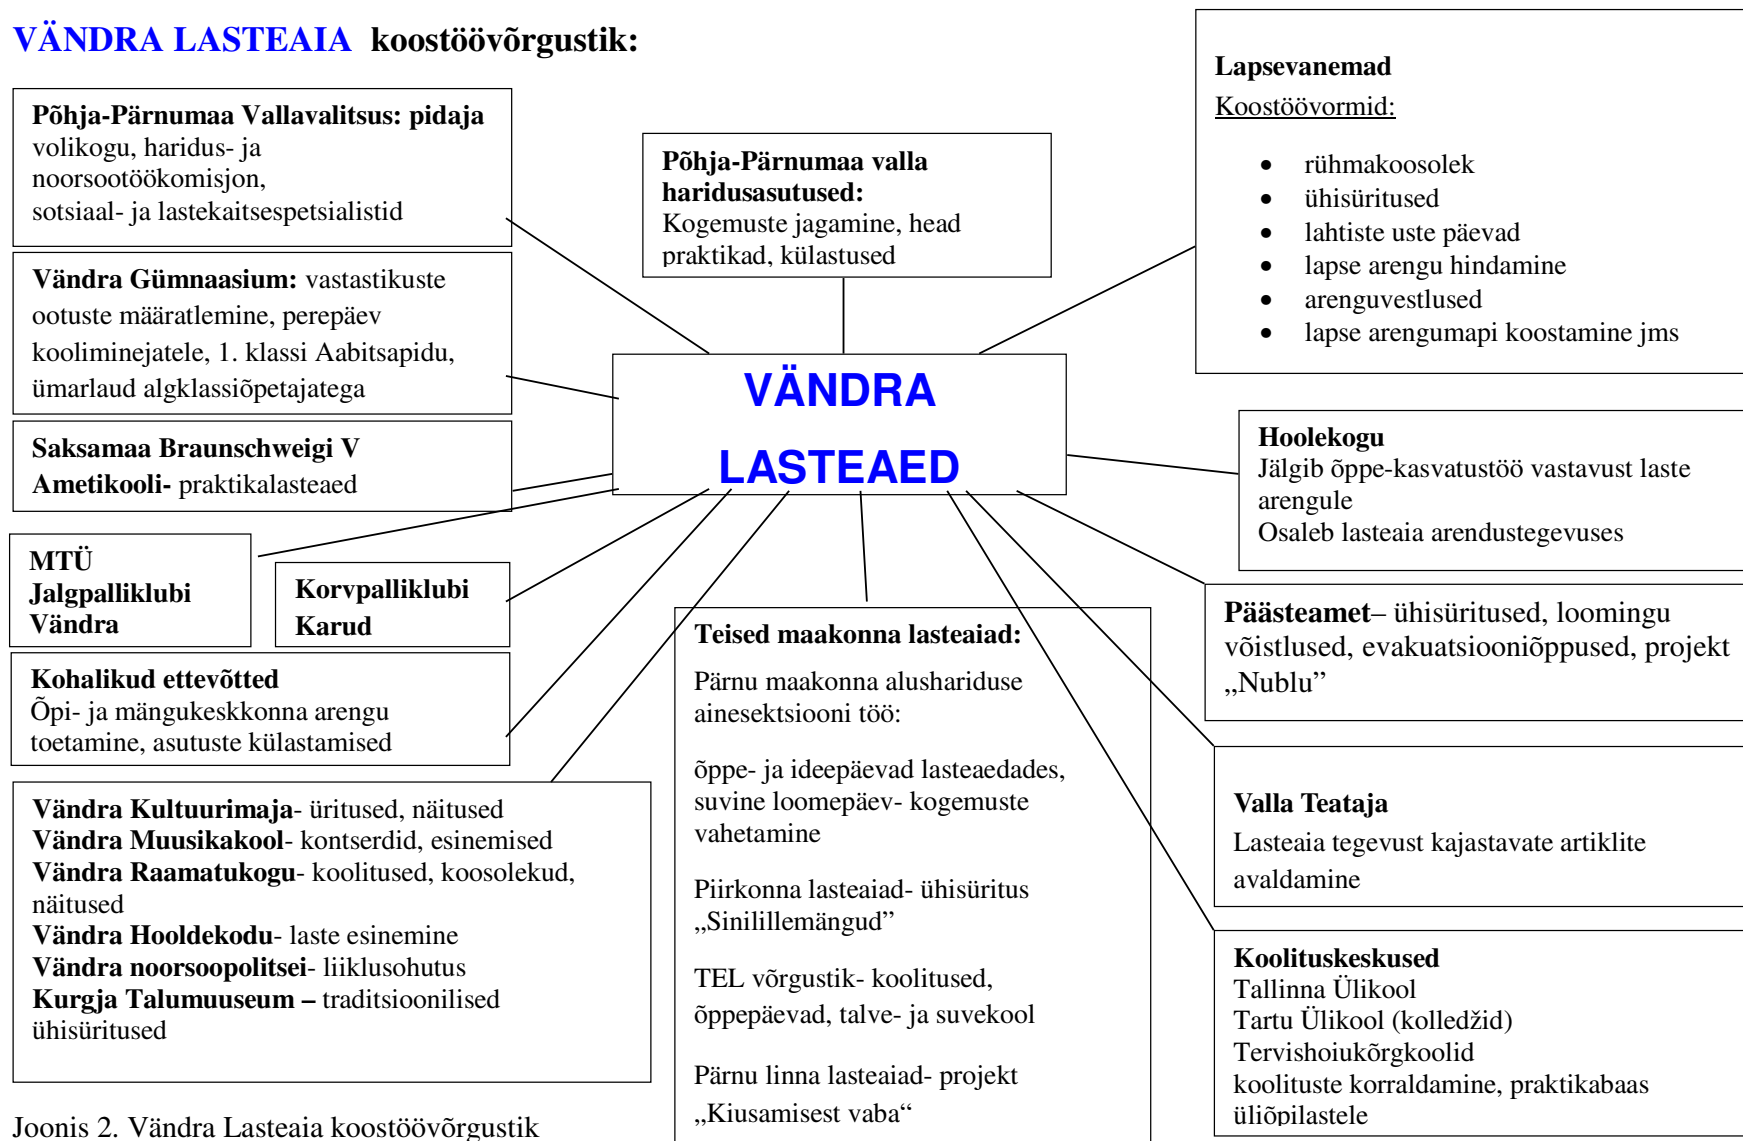 VÄNDRA LASTEAIA koostöövõrgustik:
Põhja-Pärnumaa Vallavalitsus: pidaja
volikogu, haridus- ja
noorsootöökomisjon,
sotsiaal- ja lastekaitsespetsialistid
Põhja-Pärnumaa valla
haridusasutused:
Kogemuste jagamine, head
praktikad, külastused
Lapsevanemad
Koostöövormid:
• rühmakoosolek
• ühisüritused
• lahtiste uste päevad
• lapse arengu hindamine
• arenguvestlused
• lapse arengumapi koostamine jms
Vändra Gümnaasium: vastastikuste
ootuste määratlemine, perepäev
kooliminejatele, 1. klassi Aabitsapidu,
ümarlaud algklassiõpetajatega
VÄNDRA
LASTEAED
Saksamaa Braunschweigi V
Ametikooli- praktikalasteaed
Hoolekogu
Jälgib õppe-kasvatustöö vastavust laste
arengule
Osaleb lasteaia arendustegevuses
MTÜ
Jalgpalliklubi
Vändra
Korvpalliklubi
Karud
Päästeamet– ühisüritused, loomingu
võistlused, evakuatsiooniõppused, projekt
„Nublu”
Kohalikud ettevõtted
Õpi- ja mängukeskkonna arengu
toetamine, asutuste külastamised
Teised maakonna lasteaiad:
Pärnu maakonna alushariduse
ainesektsiooni töö:
õppe- ja ideepäevad lasteaedades,
suvine loomepäev- kogemuste
vahetamine
Piirkonna lasteaiad- ühisüritus
„Sinilillemängud”
TEL võrgustik- koolitused,
õppepäevad, talve- ja suvekool
Pärnu linna lasteaiad- projekt
„Kiusamisest vaba“
Valla Teataja
Lasteaia tegevust kajastavate artiklite
avaldamine
Vändra Kultuurimaja- üritused, näitused
Vändra Muusikakool- kontserdid, esinemised
Vändra Raamatukogu- koolitused, koosolekud,
näitused
Vändra Hooldekodu- laste esinemine
Vändra noorsoopolitsei- liiklusohutus
Kurgja Talumuuseum – traditsioonilised
ühisüritused
Koolituskeskused
Tallinna Ülikool
Tartu Ülikool (kolledžid)
Tervishoiukõrgkoolid
koolituste korraldamine, praktikabaas
üliõpilastele
Joonis 2. Vändra Lasteaia koostöövõrgustik